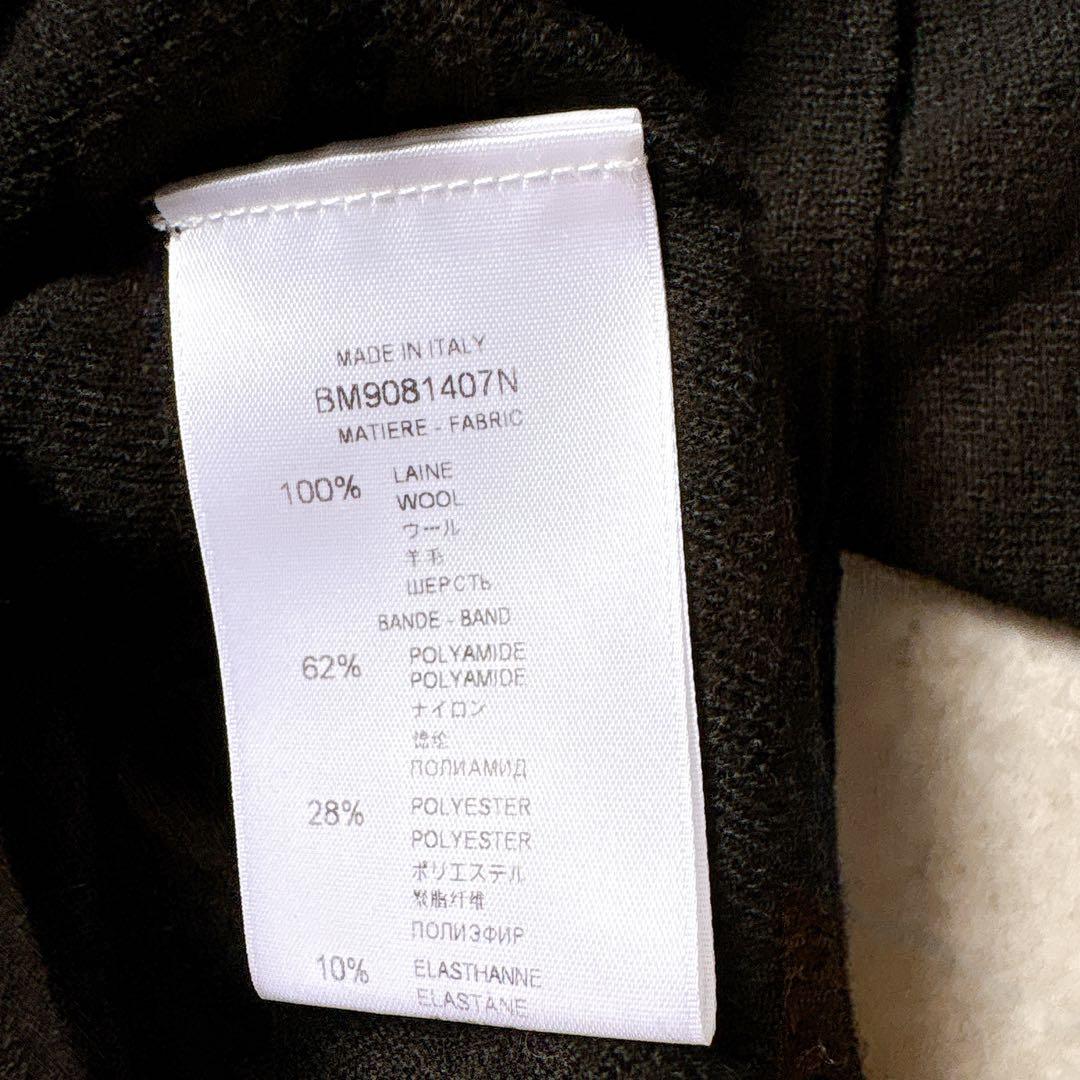 MADE IN ITALY
BM9081407N
MATIERE - FABRIC
100% LAINE
WOOL
ウール
羊毛
ШЕРСТЬ
BANDE - BAND
62% POLYAMIDE
POLYAMIDE
ナイロン
锦纶
ПОЛИАМИД
28% POLYESTER
POLYESTER
ポリエステル
聚脂纤维
ПОЛИЭФИР
10% ELASTHANNE
ELASTANE